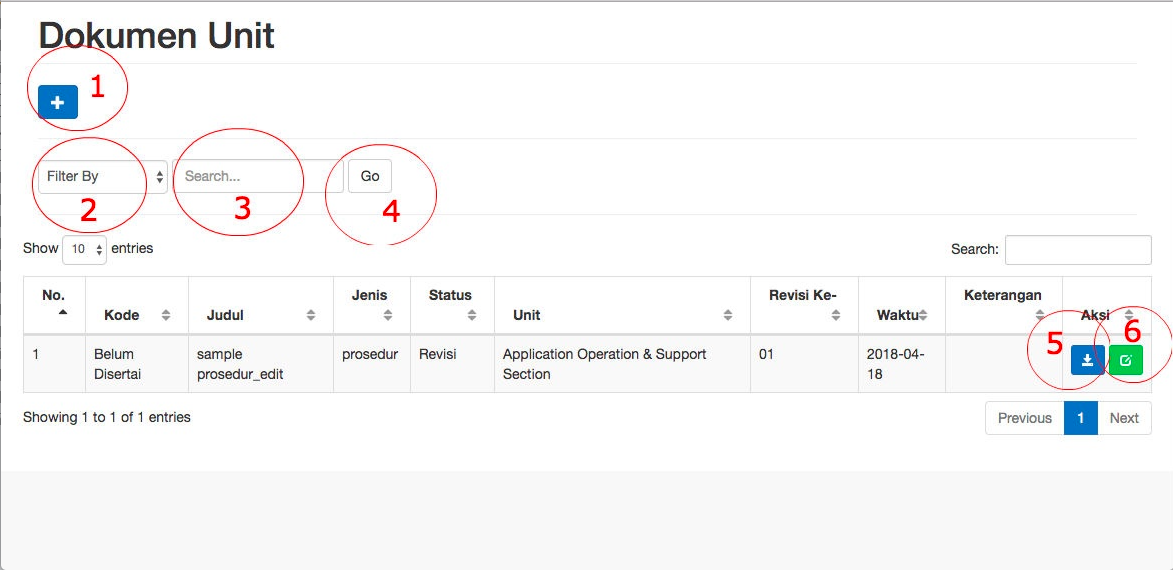 Dokumen Unit
1
Filter By
Search...
Go
2
3
4
Show 10 entries
Search:
No. Kode Judul Jenis Status Unit Revisi Ke- Waktu Keterangan Aksi
5
6
1 Belum Disertai sample prosedur_edit prosedur Revisi Application Operation & Support Section 01 2018-04-18
Showing 1 to 1 of 1 entries
Previous 1 Next